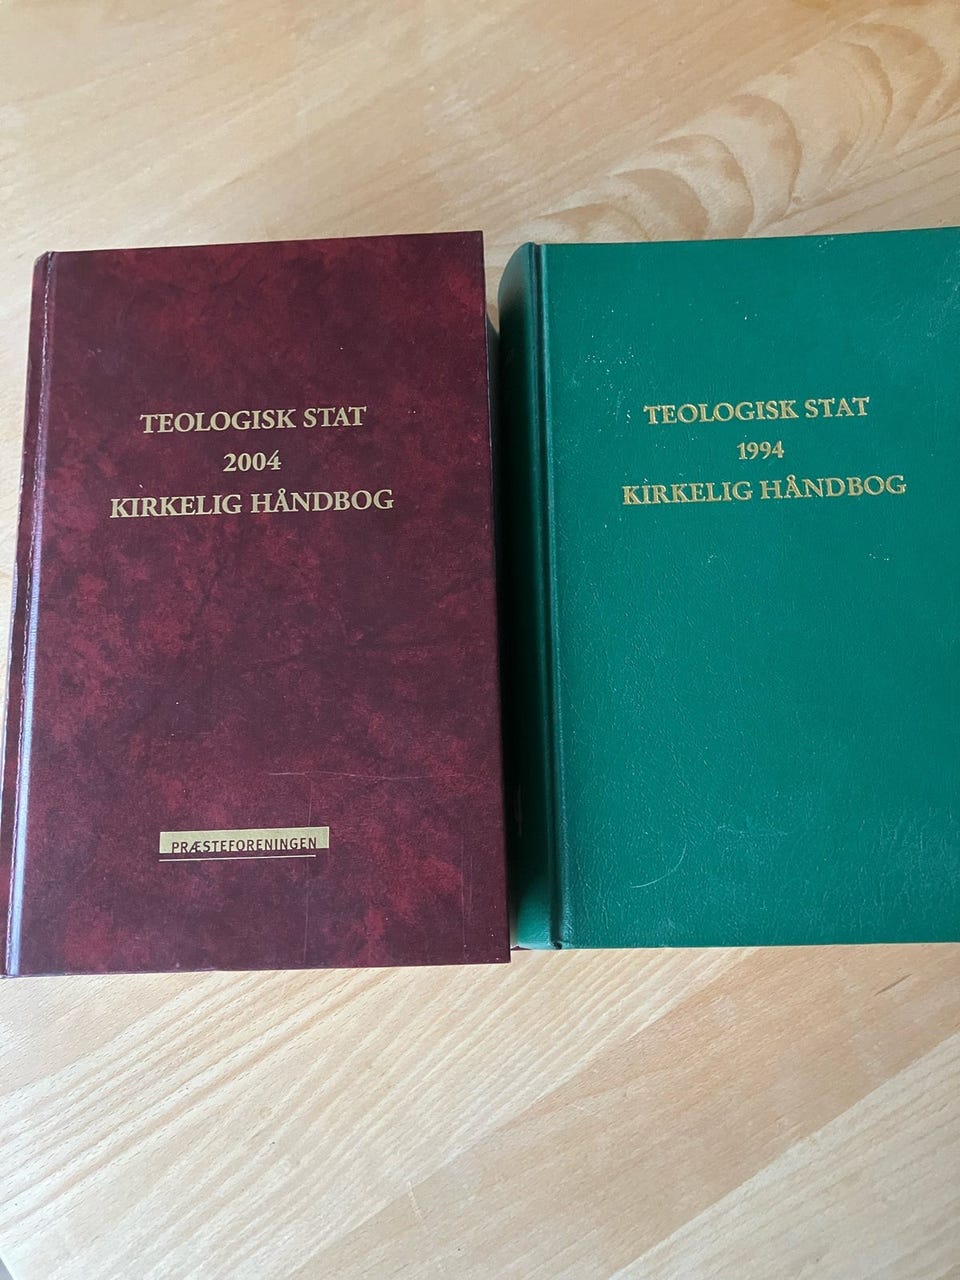 TEOLOGISK STAT
2004
KIRKELIG HÅNDBOG
PRÆSTEFORENINGEN
TEOLOGISK STAT
1994
KIRKELIG HÅNDBOG